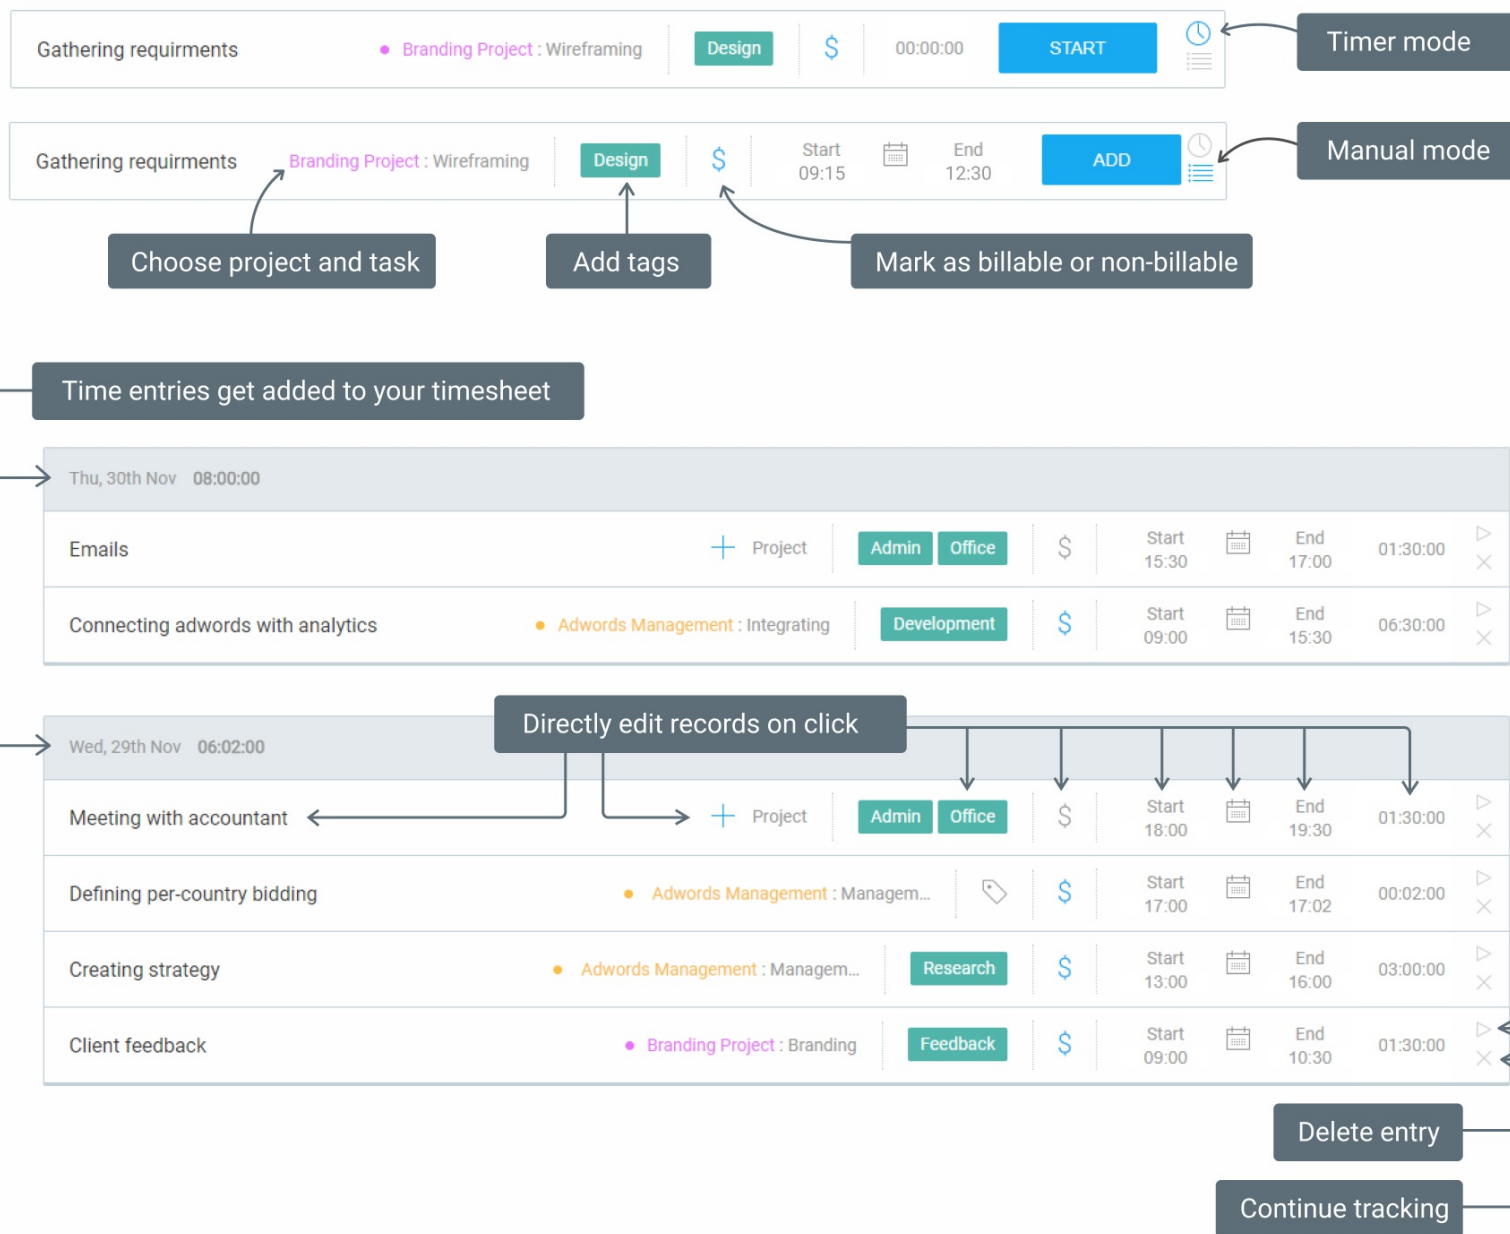 Gathering requirments Branding Project : Wireframing Design $ 00:00:00 START Timer mode
Gathering requirments Branding Project : Wireframing Design $ Start 09:15 End 12:30 ADD Manual mode
Choose project and task Add tags Mark as billable or non-billable
Time entries get added to your timesheet
Thu, 30th Nov 08:00:00
Emails + Project Admin Office $ Start 15:30 End 17:00 01:30:00
Connecting adwords with analytics Adwords Management : Integrating Development $ Start 09:00 End 15:30 06:30:00
Directly edit records on click
Wed, 29th Nov 06:02:00
Meeting with accountant + Project Admin Office $ Start 18:00 End 19:30 01:30:00
Defining per-country bidding Adwords Management : Managem... $ Start 17:00 End 17:02 00:02:00
Creating strategy Adwords Management : Managem... Research $ Start 13:00 End 16:00 03:00:00
Client feedback Branding Project : Branding Feedback $ Start 09:00 End 10:30 01:30:00
Delete entry
Continue tracking